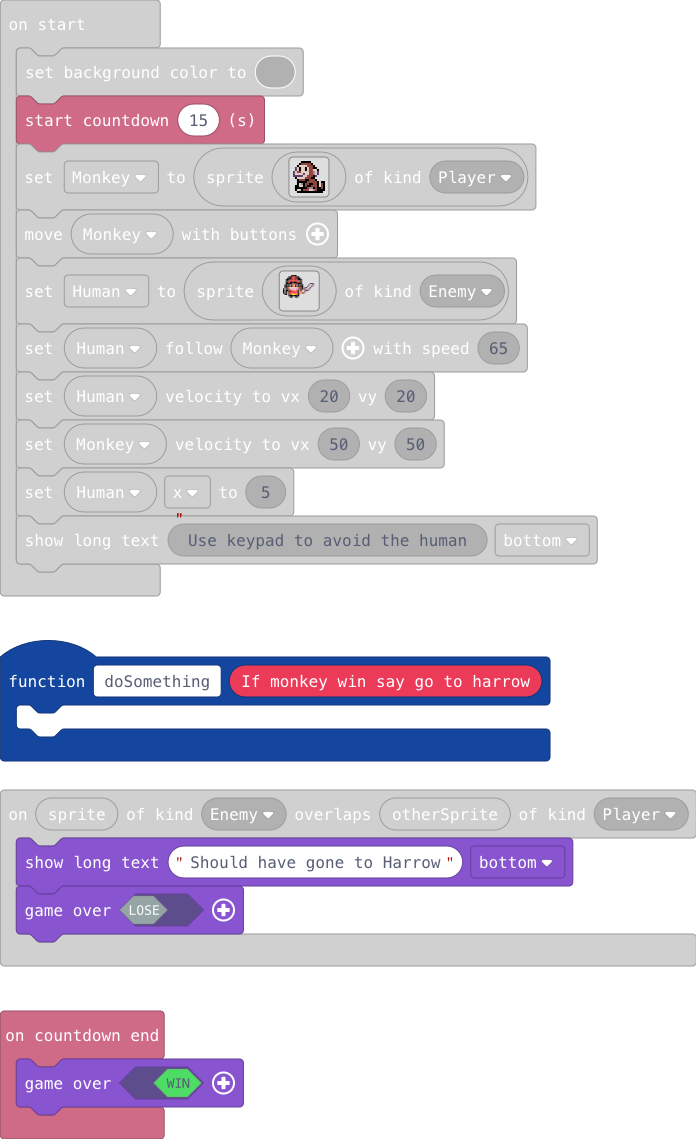 on start
set background color to
start countdown 15 (s)
set Monkey to sprite of kind Player
move Monkey with buttons
set Human to sprite of kind Enemy
set Human follow Monkey with speed 65
set Human velocity to vx 20 vy 20
set Monkey velocity to vx 50 vy 50
set Human x to 5
show long text " Use keypad to avoid the human bottom
function doSomething If monkey win say go to harrow
on sprite of kind Enemy overlaps otherSprite of kind Player
show long text " Should have gone to Harrow " bottom
game over LOSE
on countdown end
game over WIN